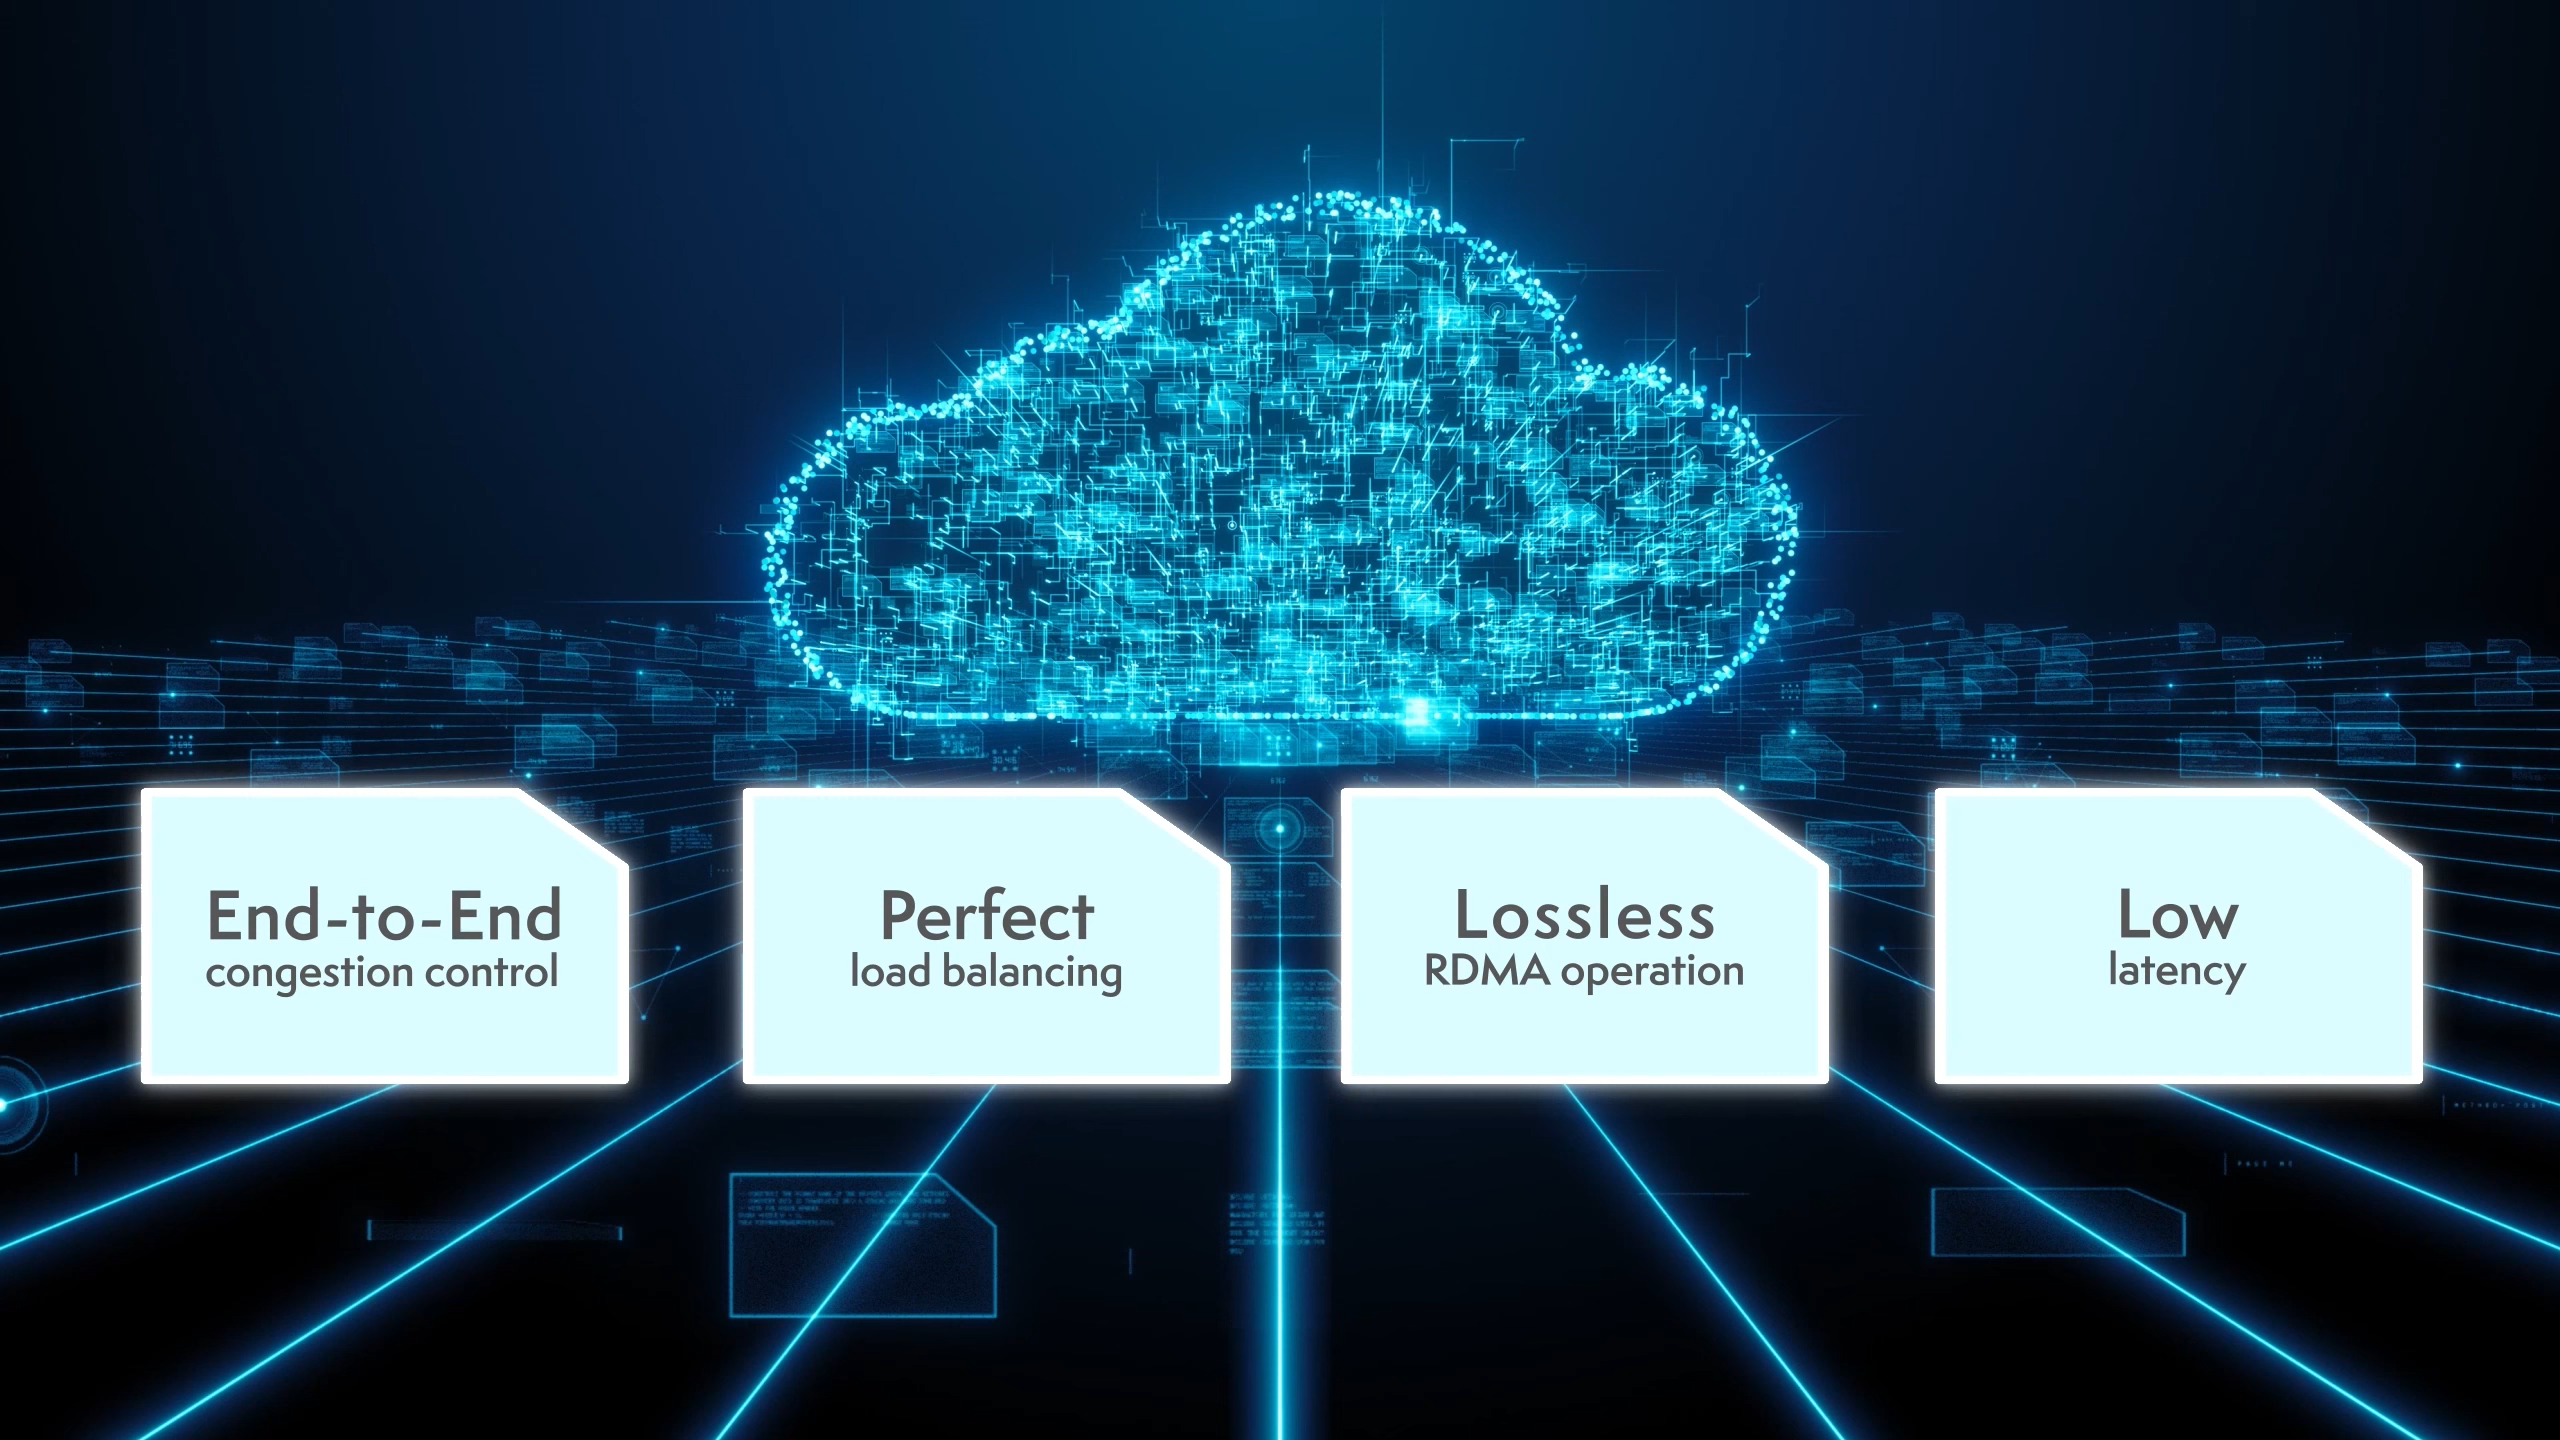 End-to-End
congestion control
Perfect
load balancing
Lossless
RDMA operation
Low
latency